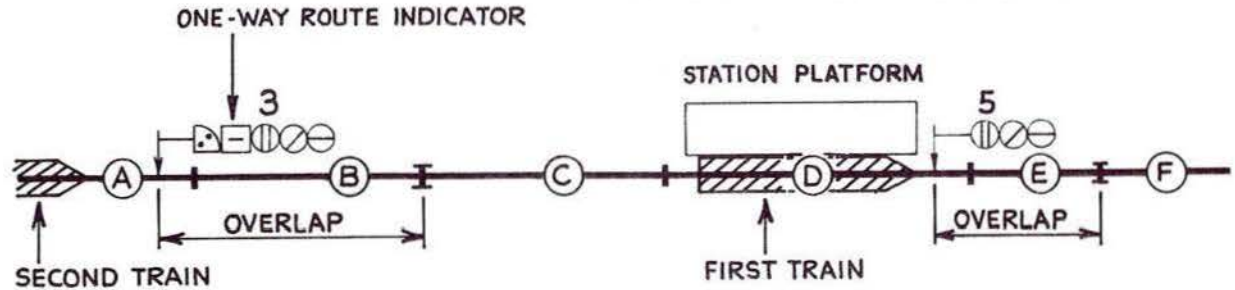 ONE-WAY ROUTE INDICATOR
STATION PLATFORM
3
5
A
B
C
D
E
F
OVERLAP
OVERLAP
SECOND TRAIN
FIRST TRAIN